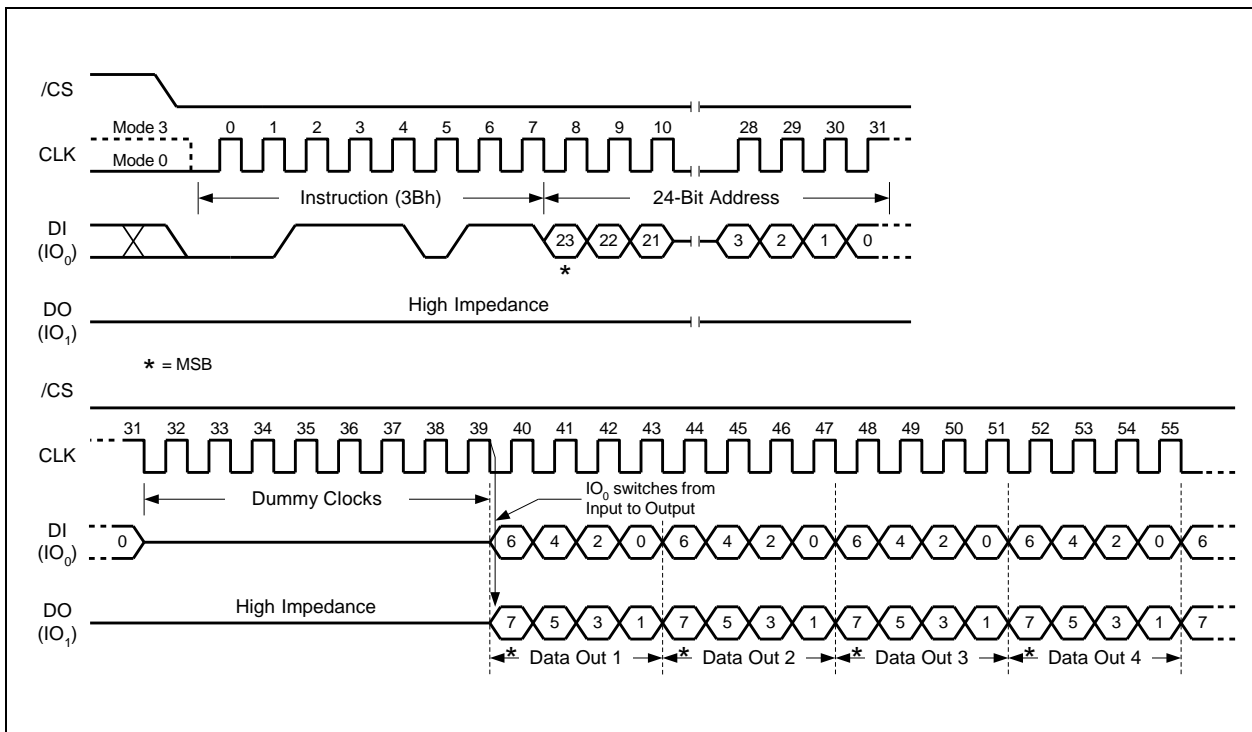 /CS
Mode 3 0 1 2 3 4 5 6 7 8 9 10 28 29 30 31
CLK
Mode 0
Instruction (3Bh) 24-Bit Address
DI
(IO0) 23 22 21 3 2 1 0
*
DO High Impedance
(IO1)
* = MSB
/CS
31 32 33 34 35 36 37 38 39 40 41 42 43 44 45 46 47 48 49 50 51 52 53 54 55
CLK
Dummy Clocks IO0 switches from
Input to Output
DI
(IO0) 0 6 4 2 0 6 4 2 0 6 4 2 0 6 4 2 0 6
DO High Impedance
(IO1) 7 5 3 1 7 5 3 1 7 5 3 1 7 5 3 1 7
* Data Out 1 * Data Out 2 * Data Out 3 * Data Out 4